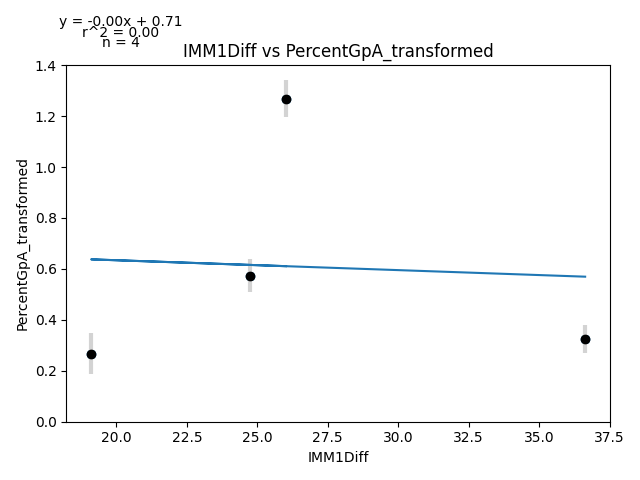 y = -0.00x + 0.71
r^2 = 0.00
n = 4
IMM1Diff vs PercentGpA_transformed
1.4
1.2
1.0
0.8
0.6
0.4
0.2
0.0
PercentGpA_transformed
20.0 22.5 25.0 27.5 30.0 32.5 35.0 37.5
IMM1Diff